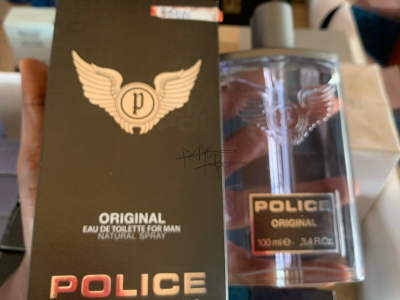 P
ORIGINAL
EAU DE TOILETTE FOR MAN
NATURAL SPRAY
POLICE
POLICE
ORIGINAL
100 ml e 3.4 Fl.Oz.